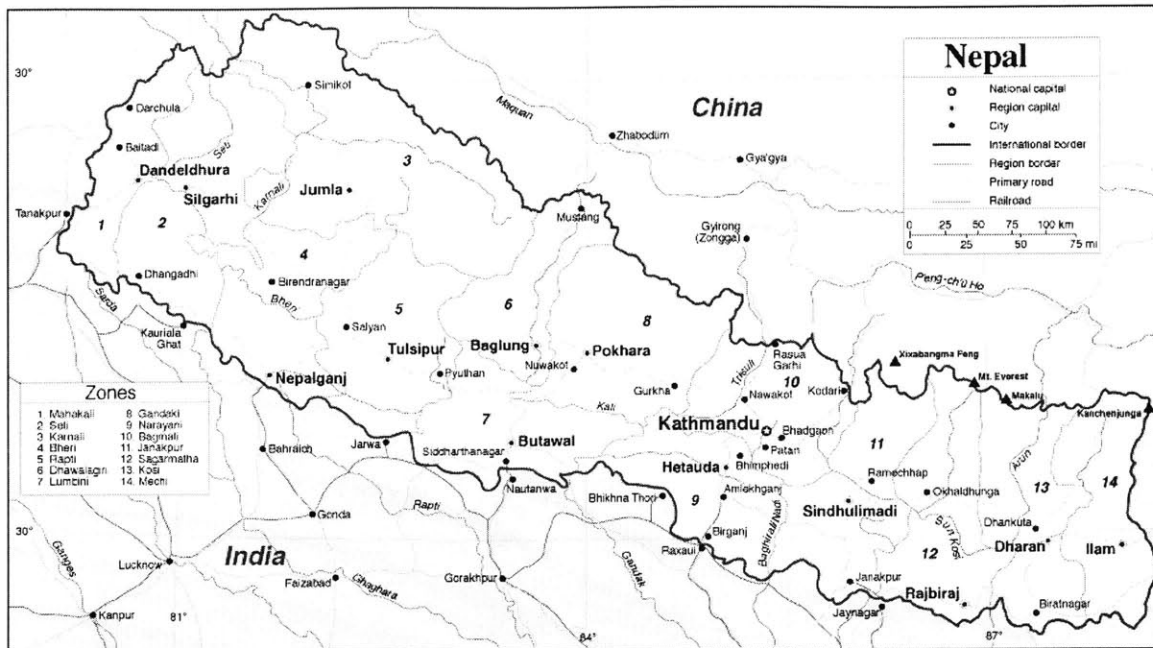 Nepal
National capital
Region capital
City
International border
Region border
Primary road
Railroad
0 25 50 75 100 km
0 25 50 75 mi
30°
Simikot
Maquan
China
Darchula
Zhabodüm
Baitadi
Seti
3
Gya'gya
Dandeldhura
Silgarhi
Karnali
Jumla
Tanakpur
1
2
Mustang
Gyirong
(Zongga)
4
Dhangadhi
Birendranagar
Sarda
Bheri
5
6
8
Peng-ch'ü Ho
Kauriala
Ghat
Salyan
Tulsipur
Baglung
Pokhara
Rasua
Garhi
Xixabangma Feng
Nepalganj
Pyuthan
Nuwakot
Trisuli
10
Mt. Everest
Gurkha
Nawakot
Kodari
Makalu
Kanchenjunga
Zones
1 Mahakali
2 Seti
3 Karnali
4 Bheri
5 Rapti
6 Dhawalagiri
7 Lumbini
8 Gandaki
9 Narayani
10 Bagmati
11 Janakpur
12 Sagarmatha
13 Kosi
14 Mechi
7
Kali
Kathmandu
Bhadgaon
Patan
Bahraich
Jarwa
Butawal
Siddharthanagar
Hetauda
Bhimphedi
11
Arun
Nautanwa
Bhikhna Thori
9
Amlekhganj
Ramechhap
Okhaldhunga
13
14
Rapti
Gonda
Sindhulimadi
Sun Kosi
Dhankuta
30°
India
Birganj
Raxaul
Baghirali Nadi
12
Dharan
Ilam
Ganges
Lucknow
Faizabad
Ghaghara
Gorakhpur
Gandak
Janakpur
Rajbiraj
Kanpur
81°
84°
Jaynagar
87°
Biratnagar